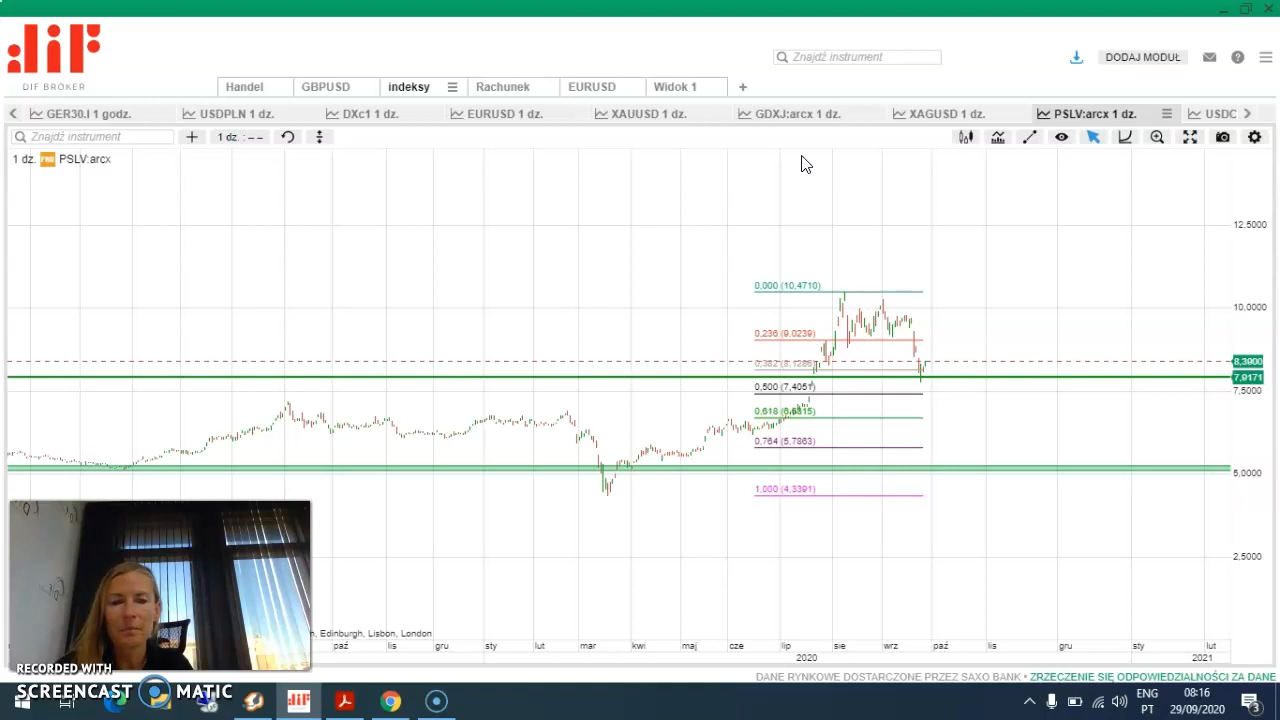 dif
DIF BROKER
Znajdź instrument
DODAJ MODUŁ
Handel
GBPUSD
indeksy
Rachunek
EURUSD
Widok 1
+
GER30.I 1 godz.
USDPLN 1 dz.
DXc1 1 dz.
EURUSD 1 dz.
XAUUSD 1 dz.
GDXJ:arcx 1 dz.
XAGUSD 1 dz.
PSLV:arcx 1 dz.
USDC
Znajdź instrument
1 dz. : – –
1 dz.
PSLV:arcx
12,5000
0,000 (10,4710)
10,0000
0,236 (9,0239)
8,3900
7,9171
0,500 (7,4051)
7,5000
0,764 (5,7863)
5,0000
1,000 (4,3391)
2,5000
Edinburgh, Lisbon, London
paź
lis
gru
sty
lut
mar
kwi
maj
cze
lip
sie
wrz
paź
lis
gru
sty
lut
2020
2021
DANE DOSTARCZONE PRZEZ SAXO BANK • ZRZECZENIE SIĘ ODPOWIEDZIALNOŚCI ZA DANE
RECORDED WITH
SCREENCAST MATIC
ENG
PT
08:16
29/09/2020
3